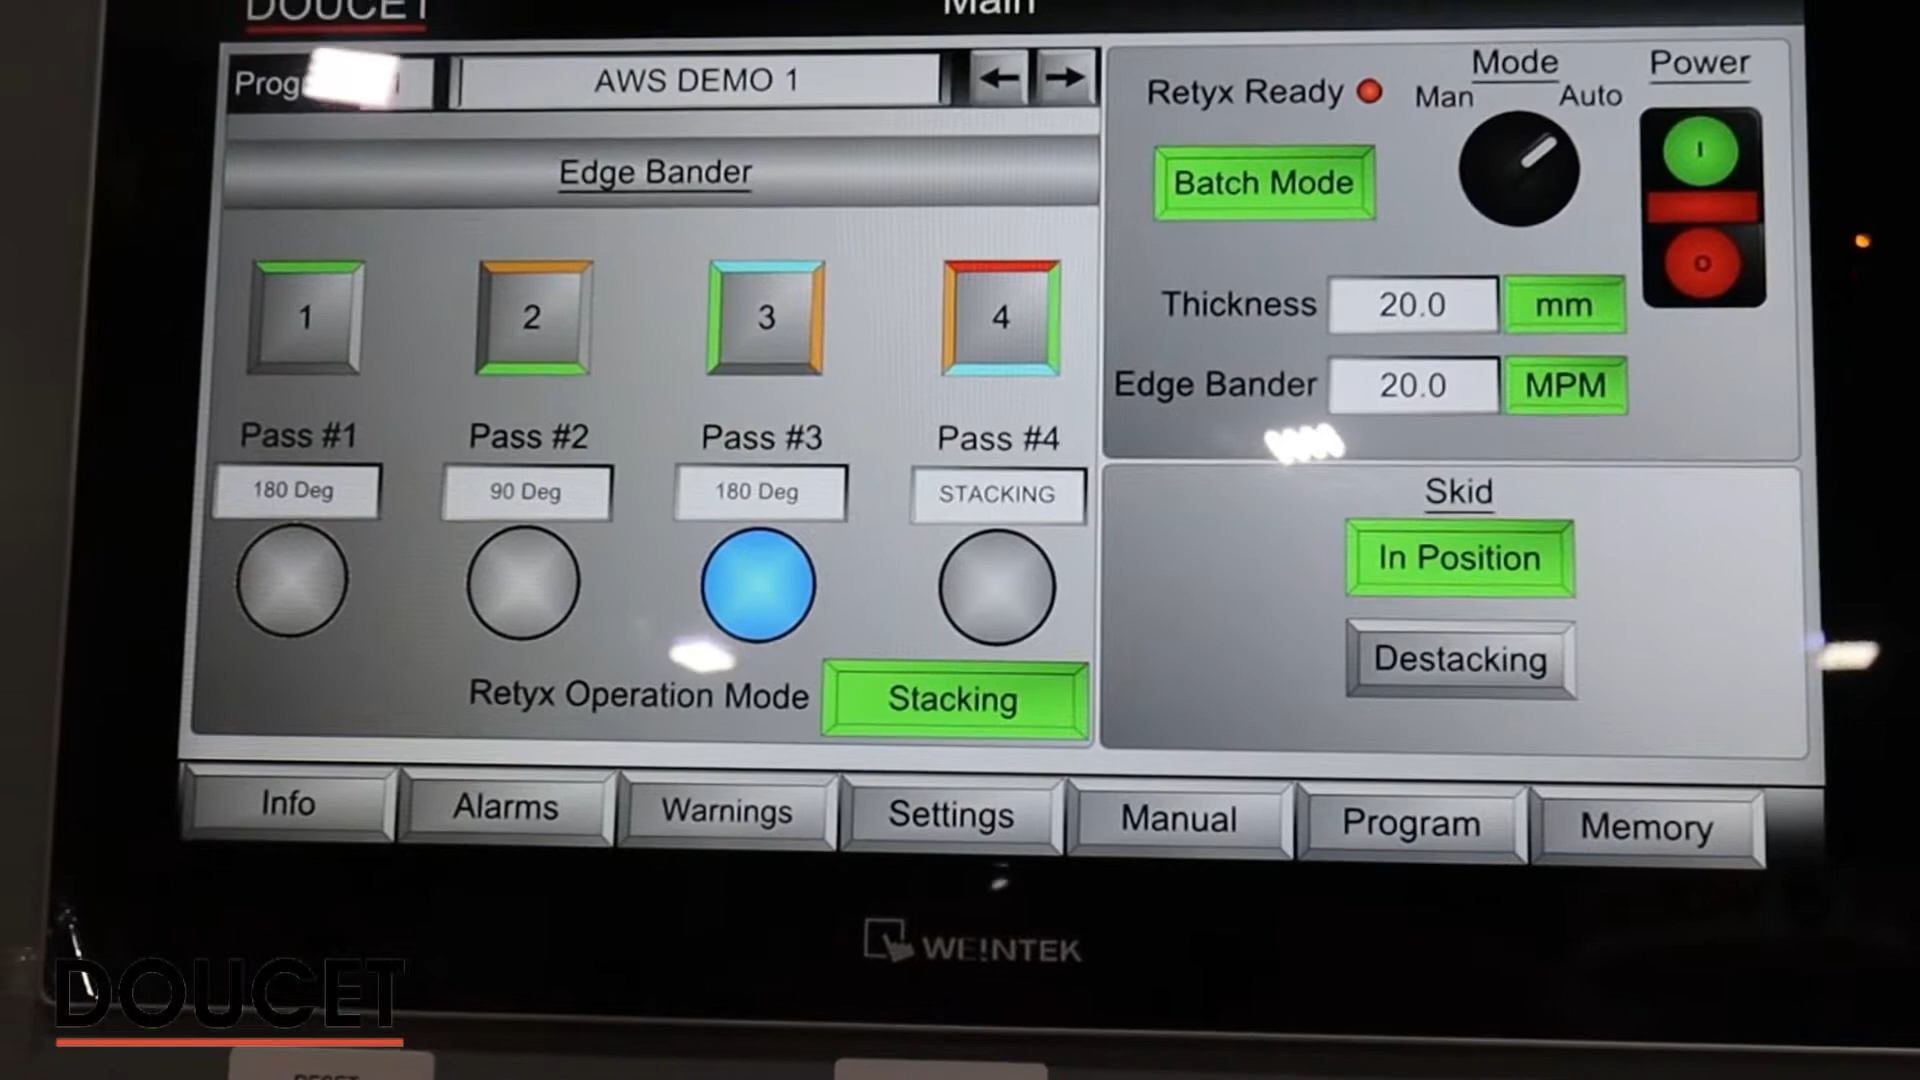 DOUCET
Main
AWS DEMO 1
Edge Bander
1
2
3
4
Pass #1
Pass #2
Pass #3
Pass #4
180 Deg
90 Deg
180 Deg
STACKING
Retyx Operation Mode
Stacking
Retyx Ready
Mode
Man
Auto
Power
I
O
Batch Mode
Thickness
20.0
mm
Edge Bander
20.0
MPM
Skid
In Position
Destacking
Info
Alarms
Warnings
Settings
Manual
Program
Memory
WE!NTEK
DOUCET